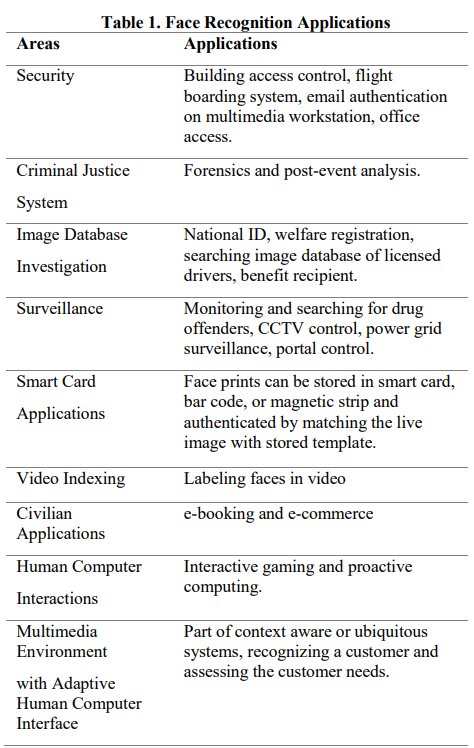 Table 1. Face Recognition Applications
Areas Applications
Security Building access control, flight
boarding system, email authentication
on multimedia workstation, office
access.
Criminal Justice Forensics and post-event analysis.
System
Image Database National ID, welfare registration,
searching image database of licensed
Investigation drivers, benefit recipient.
Surveillance Monitoring and searching for drug
offenders, CCTV control, power grid
surveillance, portal control.
Smart Card Face prints can be stored in smart card,
bar code, or magnetic strip and
Applications authenticated by matching the live
image with stored template.
Video Indexing Labeling faces in video
Civilian e-booking and e-commerce
Applications
Human Computer Interactive gaming and proactive
computing.
Interactions
Multimedia Part of context aware or ubiquitous
Environment systems, recognizing a customer and
assessing the customer needs.
with Adaptive
Human Computer
Interface